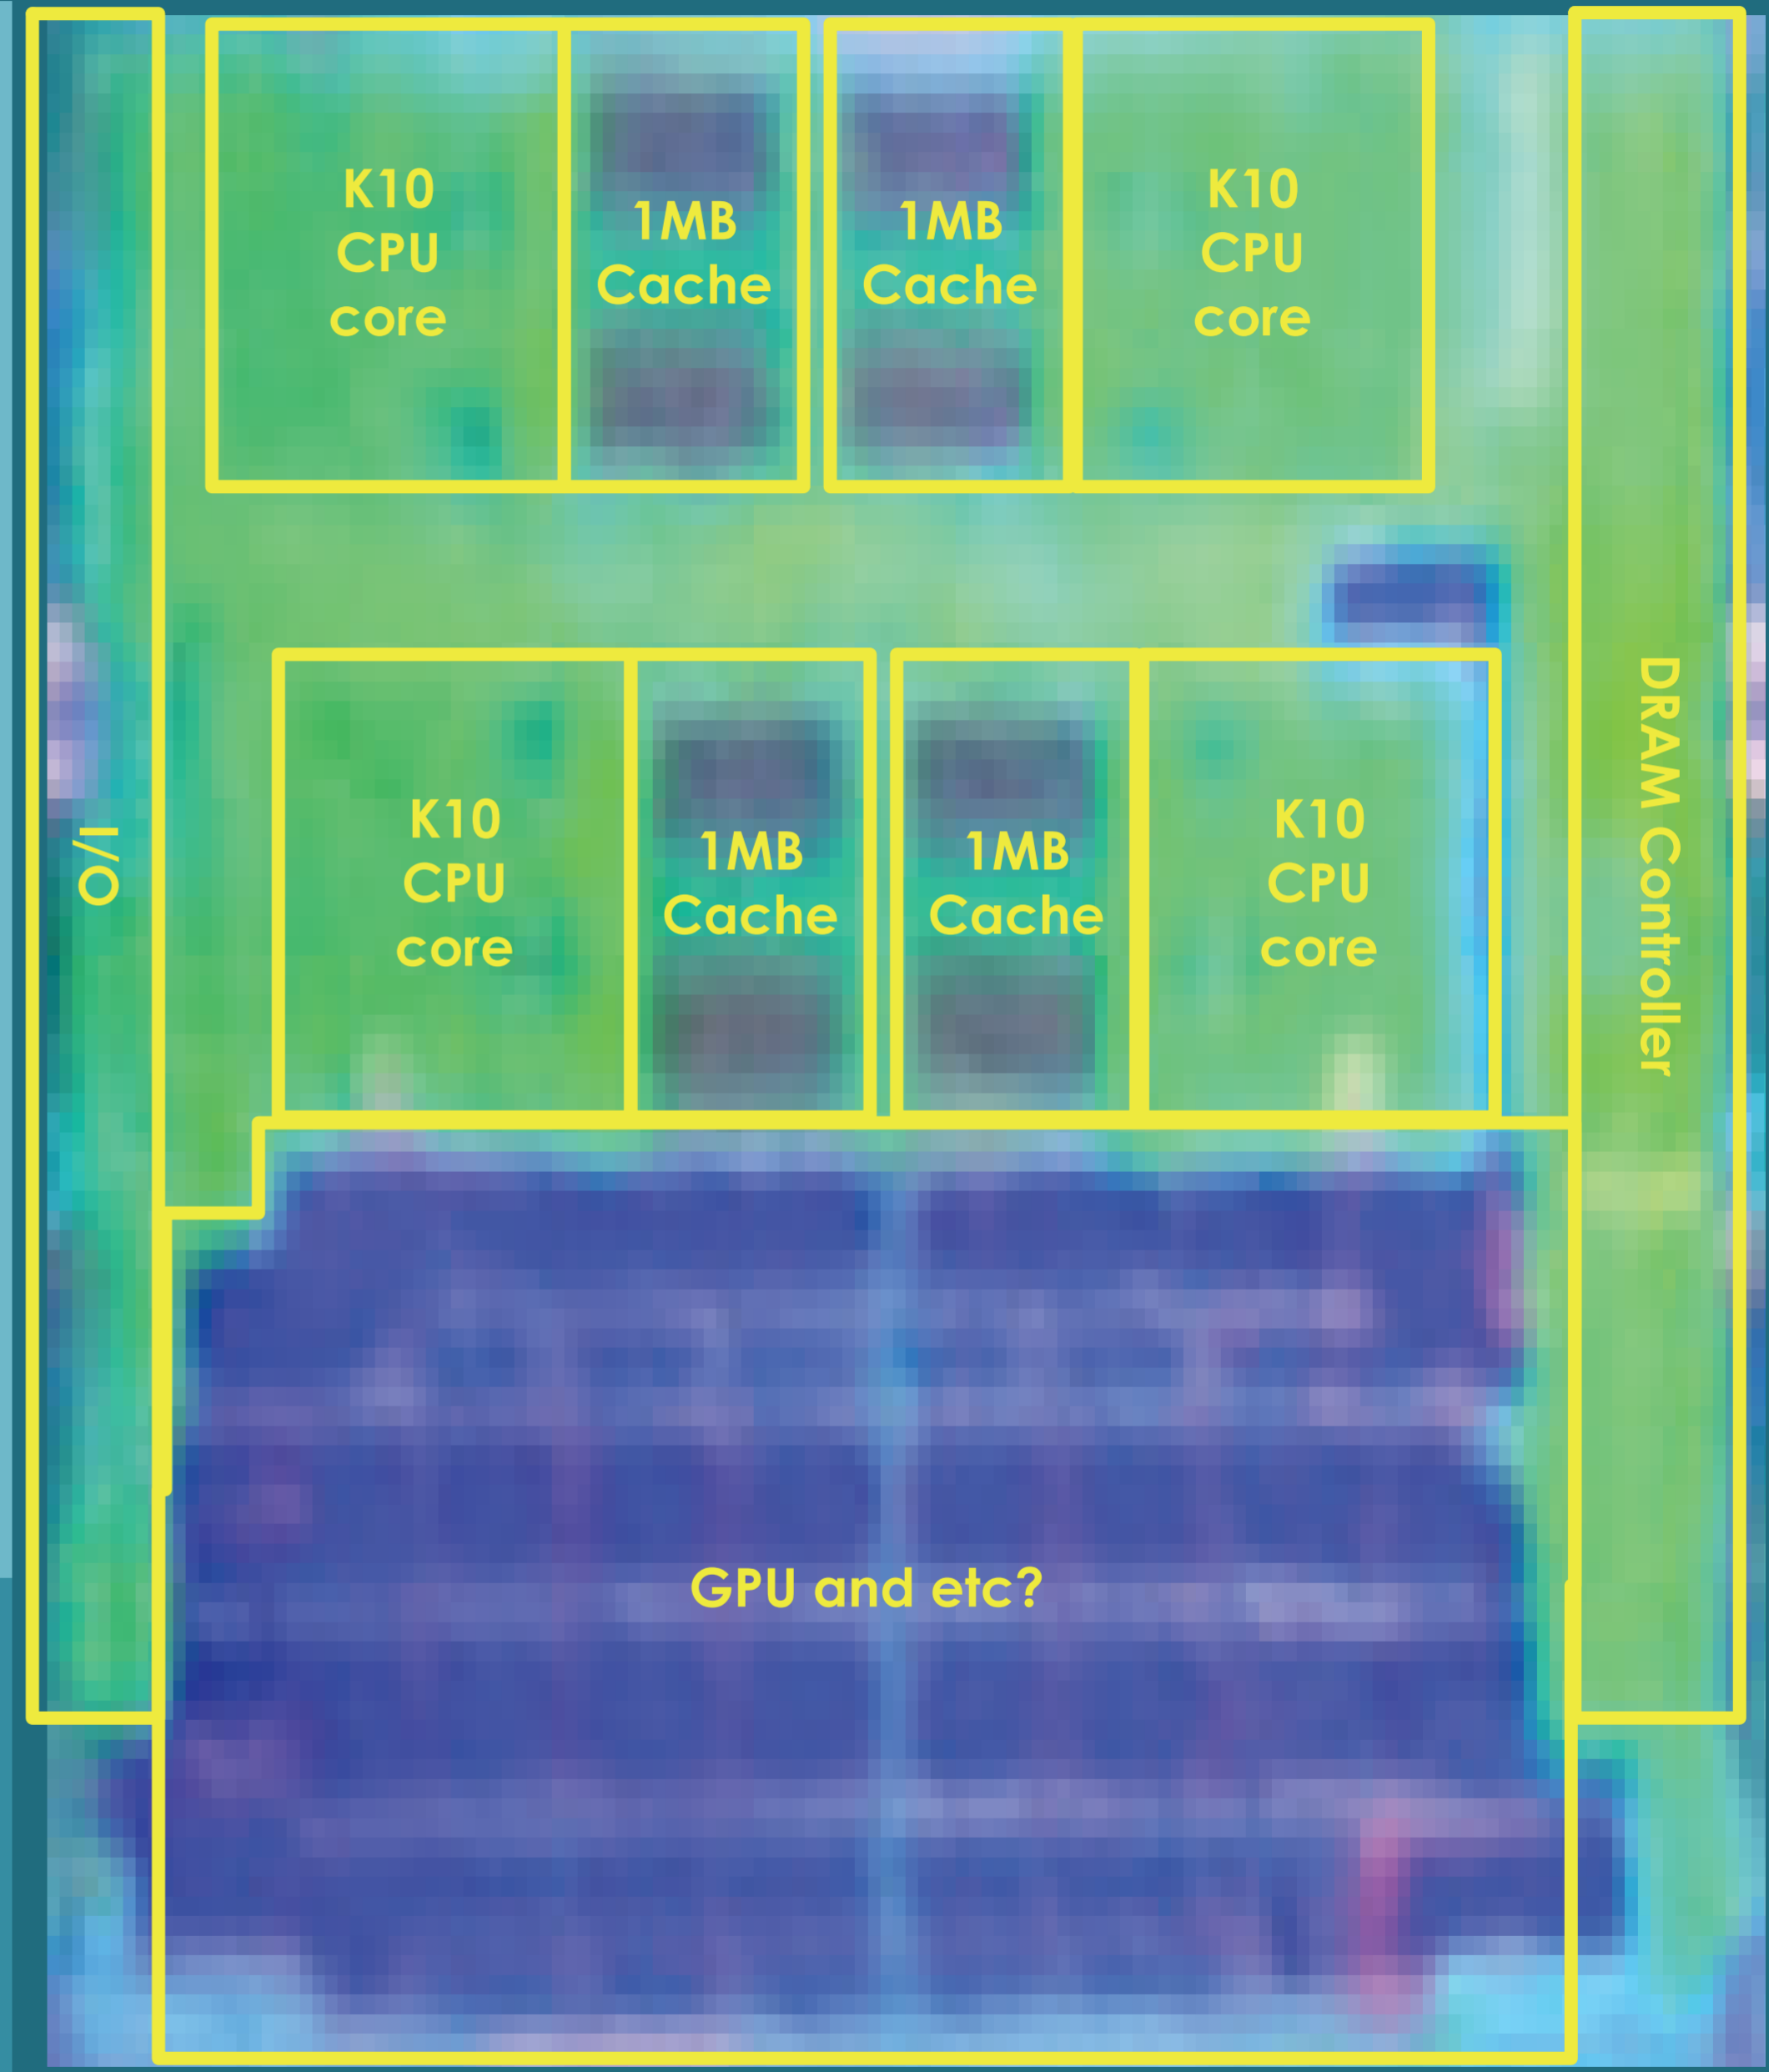 K10
CPU
core
1MB
Cache
1MB
Cache
K10
CPU
core
K10
CPU
core
1MB
Cache
1MB
Cache
K10
CPU
core
I/O
DRAM Controller
GPU and etc?